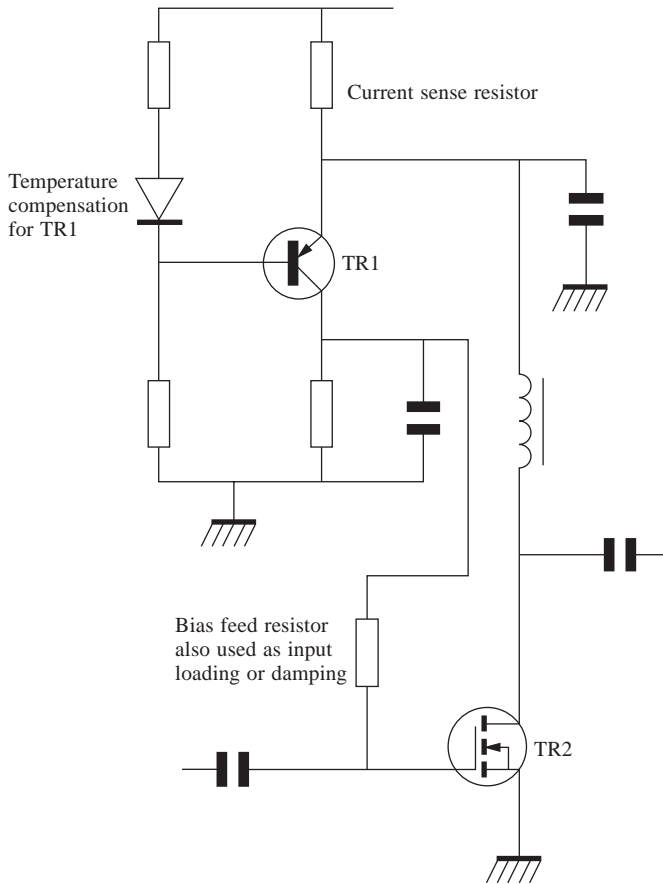 Current sense resistor
Temperature
compensation
for TR1
TR1
Bias feed resistor
also used as input
loading or damping
TR2